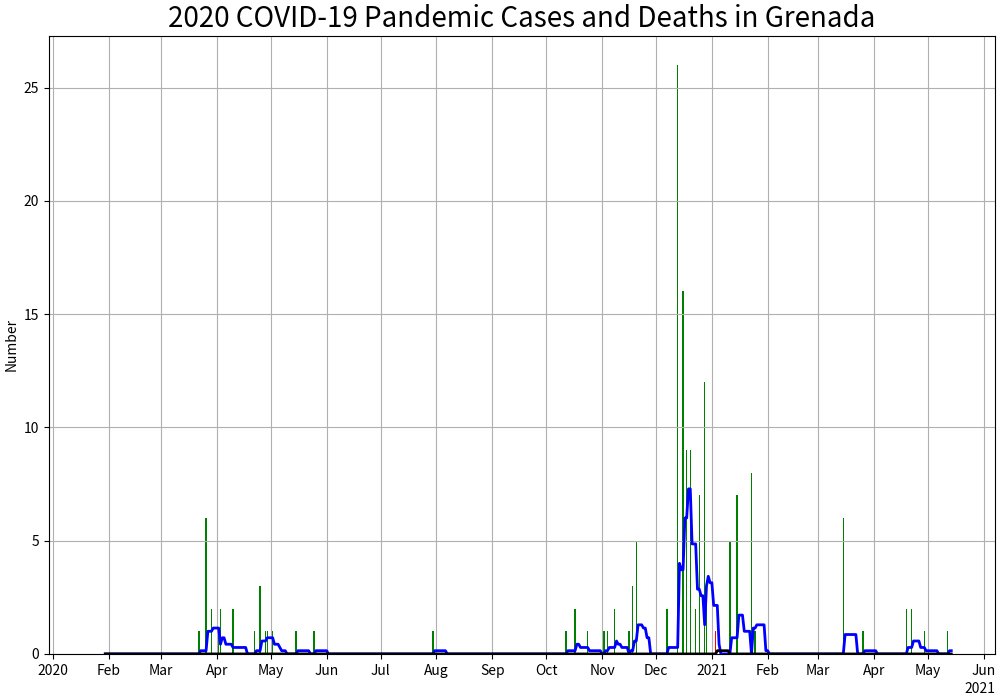 2020 COVID-19 Pandemic Cases and Deaths in Grenada
Number
25
20
15
10
5
0
2020 Feb Mar Apr May Jun Jul Aug Sep Oct Nov Dec 2021 Feb Mar Apr May Jun
2021